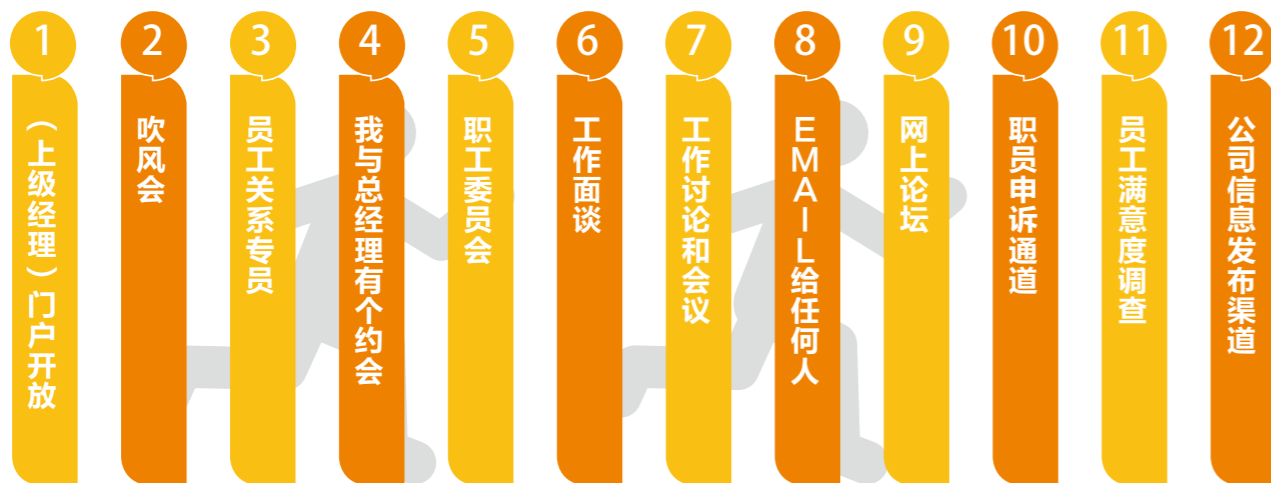 1
（上级经理）门户开放
2
吹风会
3
员工关系专员
4
我与总经理有个约会
5
职工委员会
6
工作面谈
7
工作讨论和会议
8
EMAIL给任何人
9
网上论坛
10
职员申诉通道
11
员工满意度调查
12
公司信息发布渠道